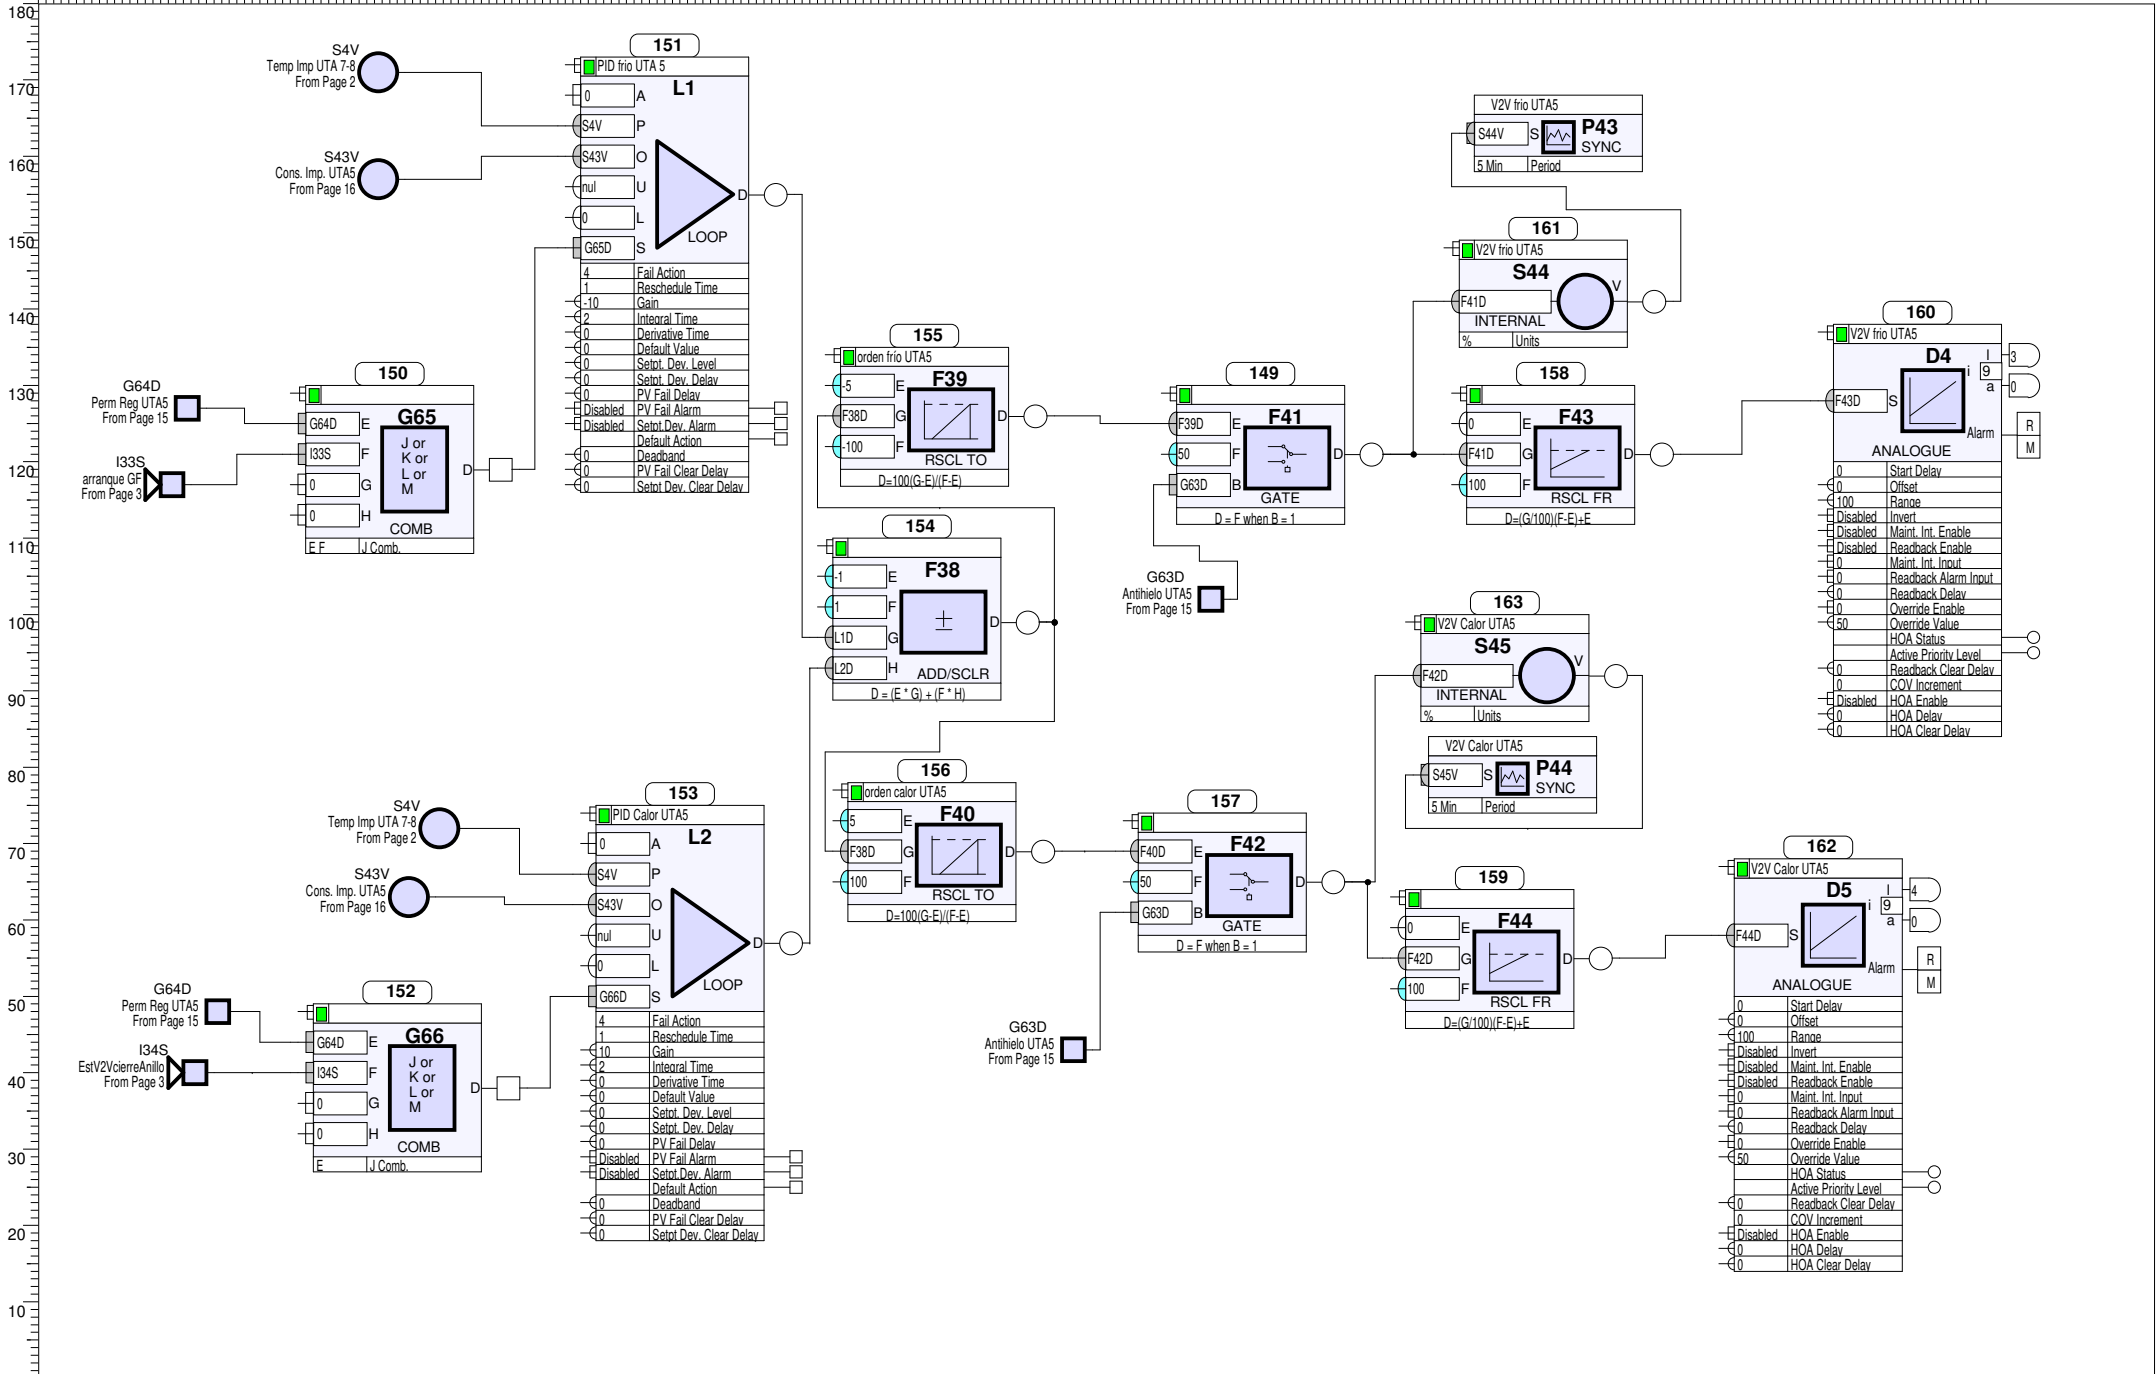 180
170
160
150
140
130
120
110
100
90
80
70
60
50
40
30
20
10
S4V
Temp Imp UTA 7-8
From Page 2
S43V
Cons. Imp. UTA5
From Page 16
151
PID frio UTA 5
L1
0 A
S4V P
S43V O
nul U
0 L
G65D S
D
LOOP
4 Fail Action
1 Reschedule Time
-10 Gain
2 Integral Time
0 Derivative Time
0 Default Value
0 Setpt. Dev. Level
0 Setpt. Dev. Delay
0 PV Fail Delay
Disabled PV Fail Alarm
Disabled Setpt.Dev. Alarm
Default Action
0 Deadband
0 PV Fail Clear Delay
0 Setpt Dev. Clear Delay
G64D
Perm Reg UTA5
From Page 15
I33S
arranque GF
From Page 3
150
G65
G64D E
I33S F
0 G
0 H
J or
K or
L or
M
D
COMB
E F J Comb.
155
orden frío UTA5
F39
-5 E
F38D G
-100 F
D
RSCL TO
D=100(G-E)/(F-E)
154
F38
-1 E
1 F
L1D G
L2D H
±
D
ADD/SCLR
D = (E * G) + (F * H)
149
F41
F39D E
50 F
G63D B
D
GATE
D = F when B = 1
G63D
Antihielo UTA5
From Page 15
V2V frio UTA5
S44V S
P43
SYNC
5 Min Period
161
V2V frio UTA5
S44
F41D
V
INTERNAL
% Units
158
F43
0 E
F41D G
100 F
D
RSCL FR
D=(G/100)(F-E)+E
160
V2V frio UTA5
D4
F43D S
I 3
i 9
a 0
Alarm
R
M
ANALOGUE
0 Start Delay
0 Offset
100 Range
Disabled Invert
Disabled Maint. Int. Enable
Disabled Readback Enable
0 Maint. Int. Input
0 Readback Alarm Input
0 Readback Delay
0 Override Enable
50 Override Value
HOA Status
Active Priority Level
0 Readback Clear Delay
0 COV Increment
Disabled HOA Enable
0 HOA Delay
0 HOA Clear Delay
163
V2V Calor UTA5
S45
F42D
V
INTERNAL
% Units
V2V Calor UTA5
S45V S
P44
SYNC
5 Min Period
S4V
Temp Imp UTA 7-8
From Page 2
S43V
Cons. Imp. UTA5
From Page 16
153
PID Calor UTA5
L2
0 A
S4V P
S43V O
nul U
0 L
G66D S
D
LOOP
4 Fail Action
1 Reschedule Time
10 Gain
2 Integral Time
0 Derivative Time
0 Default Value
0 Setpt. Dev. Level
0 Setpt. Dev. Delay
0 PV Fail Delay
Disabled PV Fail Alarm
Disabled Setpt.Dev. Alarm
Default Action
0 Deadband
0 PV Fail Clear Delay
0 Setpt Dev. Clear Delay
G64D
Perm Reg UTA5
From Page 15
I34S
EstV2VcierreAnillo
From Page 3
152
G66
G64D E
I34S F
0 G
0 H
J or
K or
L or
M
D
COMB
E J Comb.
156
orden calor UTA5
F40
5 E
F38D G
100 F
D
RSCL TO
D=100(G-E)/(F-E)
157
F42
F40D E
50 F
G63D B
D
GATE
D = F when B = 1
G63D
Antihielo UTA5
From Page 15
159
F44
0 E
F42D G
100 F
D
RSCL FR
D=(G/100)(F-E)+E
162
V2V Calor UTA5
D5
F44D S
I 4
i 9
a 0
Alarm
R
M
ANALOGUE
0 Start Delay
0 Offset
100 Range
Disabled Invert
Disabled Maint. Int. Enable
Disabled Readback Enable
0 Maint. Int. Input
0 Readback Alarm Input
0 Readback Delay
0 Override Enable
50 Override Value
HOA Status
Active Priority Level
0 Readback Clear Delay
0 COV Increment
Disabled HOA Enable
0 HOA Delay
0 HOA Clear Delay